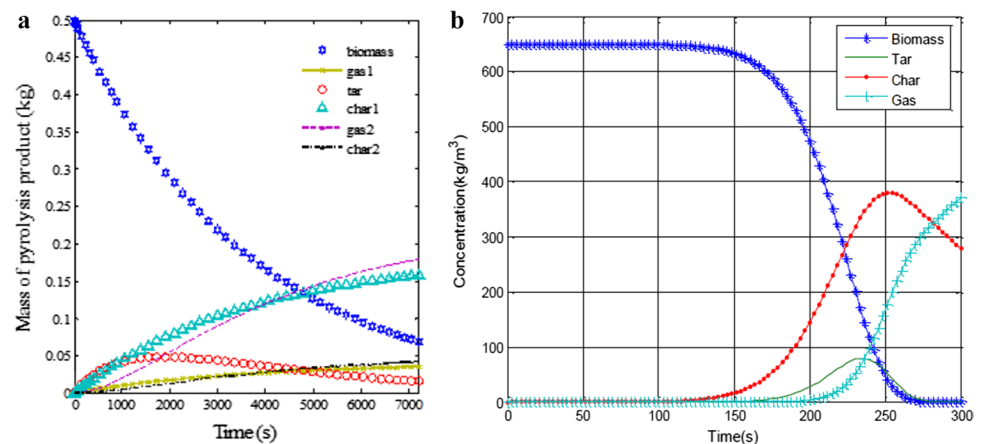 a
0.5
0.45
0.4
0.35
0.3
0.25
0.2
0.15
0.1
0.05
0
Mass of pyrolysis product (kg)
biomass
gas1
tar
char1
gas2
char2
0 1000 2000 3000 4000 5000 6000 7000
Time(s)
b
700
600
500
400
300
200
100
0
Concentration(kg/m³)
Biomass
Tar
Char
Gas
0 50 100 150 200 250 300
Time(s)